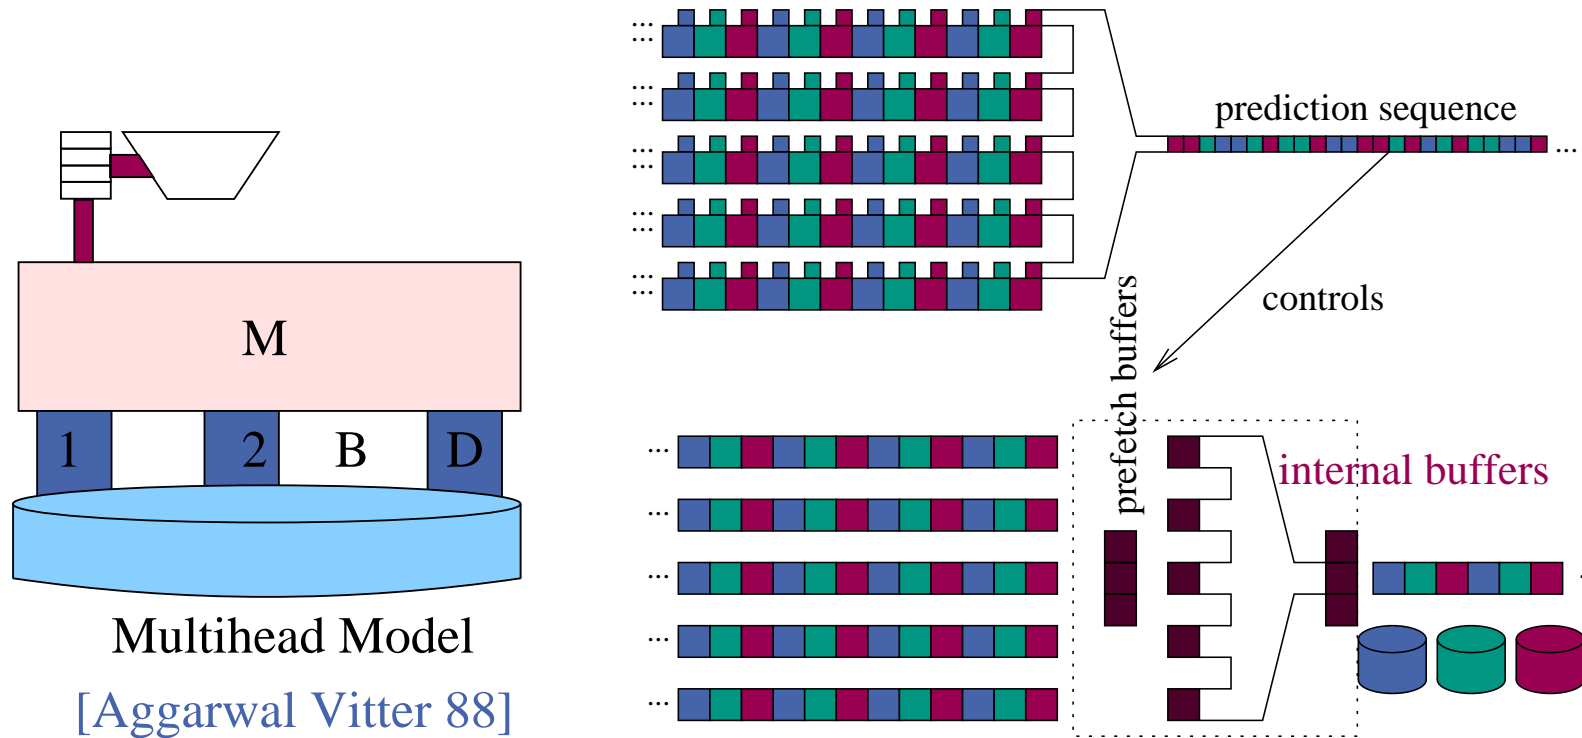 M
1 2 B D
Multihead Model
[Aggarwal Vitter 88]
...
...
...
...
...
...
...
...
...
...
prediction sequence
...
controls
prefetch buffers
internal buffers
...
...
...
...
...